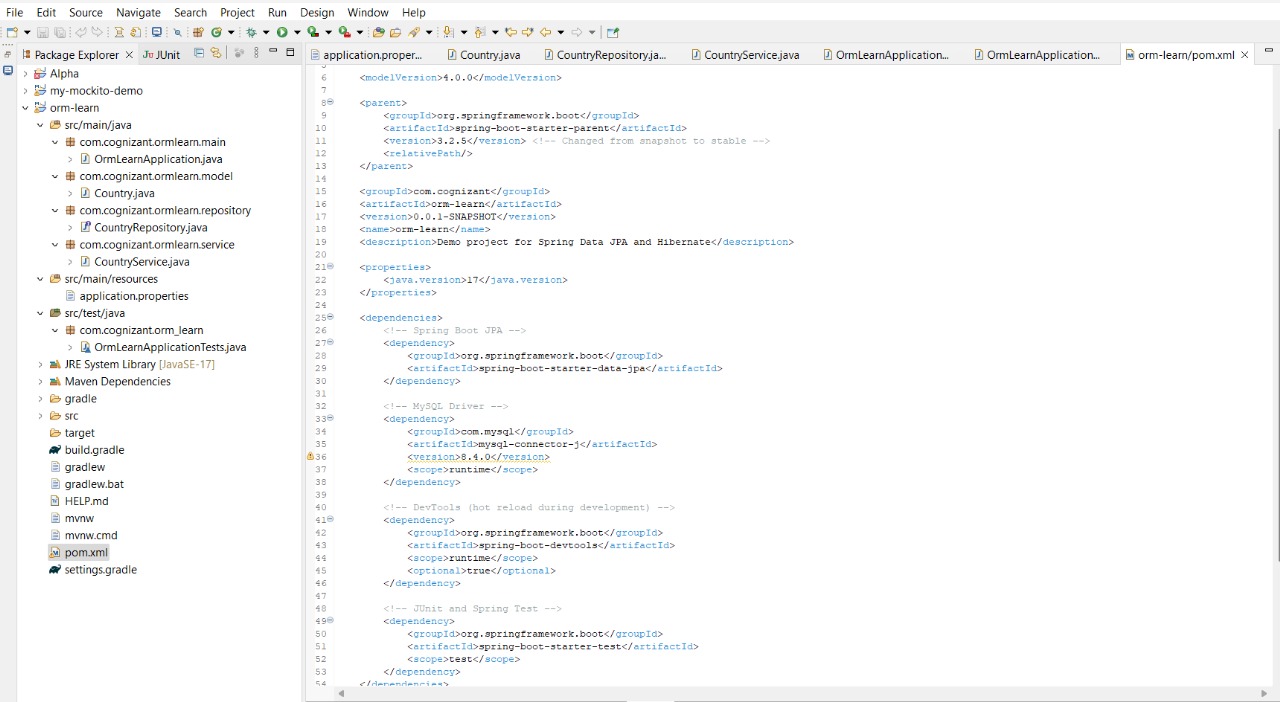 File Edit Source Navigate Search Project Run Design Window Help
Package Explorer JUnit
application.proper... Country.java CountryRepository.ja... CountryService.java OrmLearnApplication... OrmLearnApplication... orm-learn/pom.xml
Alpha
my-mockito-demo
orm-learn
src/main/java
com.cognizant.ormlearn.main
OrmLearnApplication.java
com.cognizant.ormlearn.model
Country.java
com.cognizant.ormlearn.repository
CountryRepository.java
com.cognizant.ormlearn.service
CountryService.java
src/main/resources
application.properties
src/test/java
com.cognizant.orm_learn
OrmLearnApplicationTests.java
JRE System Library [JavaSE-17]
Maven Dependencies
gradle
src
target
build.gradle
gradlew
gradlew.bat
HELP.md
mvnw
mvnw.cmd
pom.xml
settings.gradle
6 <modelVersion>4.0.0</modelVersion>
7
8 <parent>
9 <groupId>org.springframework.boot</groupId>
10 <artifactId>spring-boot-starter-parent</artifactId>
11 <version>3.2.5</version> <!-- Changed from snapshot to stable -->
12 <relativePath/>
13 </parent>
14
15 <groupId>com.cognizant</groupId>
16 <artifactId>orm-learn</artifactId>
17 <version>0.0.1-SNAPSHOT</version>
18 <name>orm-learn</name>
19 <description>Demo project for Spring Data JPA and Hibernate</description>
20
21 <properties>
22 <java.version>17</java.version>
23 </properties>
24
25 <dependencies>
26 <!-- Spring Boot JPA -->
27 <dependency>
28 <groupId>org.springframework.boot</groupId>
29 <artifactId>spring-boot-starter-data-jpa</artifactId>
30 </dependency>
31
32 <!-- MySQL Driver -->
33 <dependency>
34 <groupId>com.mysql</groupId>
35 <artifactId>mysql-connector-j</artifactId>
36 <version>8.4.0</version>
37 <scope>runtime</scope>
38 </dependency>
39
40 <!-- DevTools (hot reload during development) -->
41 <dependency>
42 <groupId>org.springframework.boot</groupId>
43 <artifactId>spring-boot-devtools</artifactId>
44 <scope>runtime</scope>
45 <optional>true</optional>
46 </dependency>
47
48 <!-- JUnit and Spring Test -->
49 <dependency>
50 <groupId>org.springframework.boot</groupId>
51 <artifactId>spring-boot-starter-test</artifactId>
52 <scope>test</scope>
53 </dependency>
54 </dependencies>